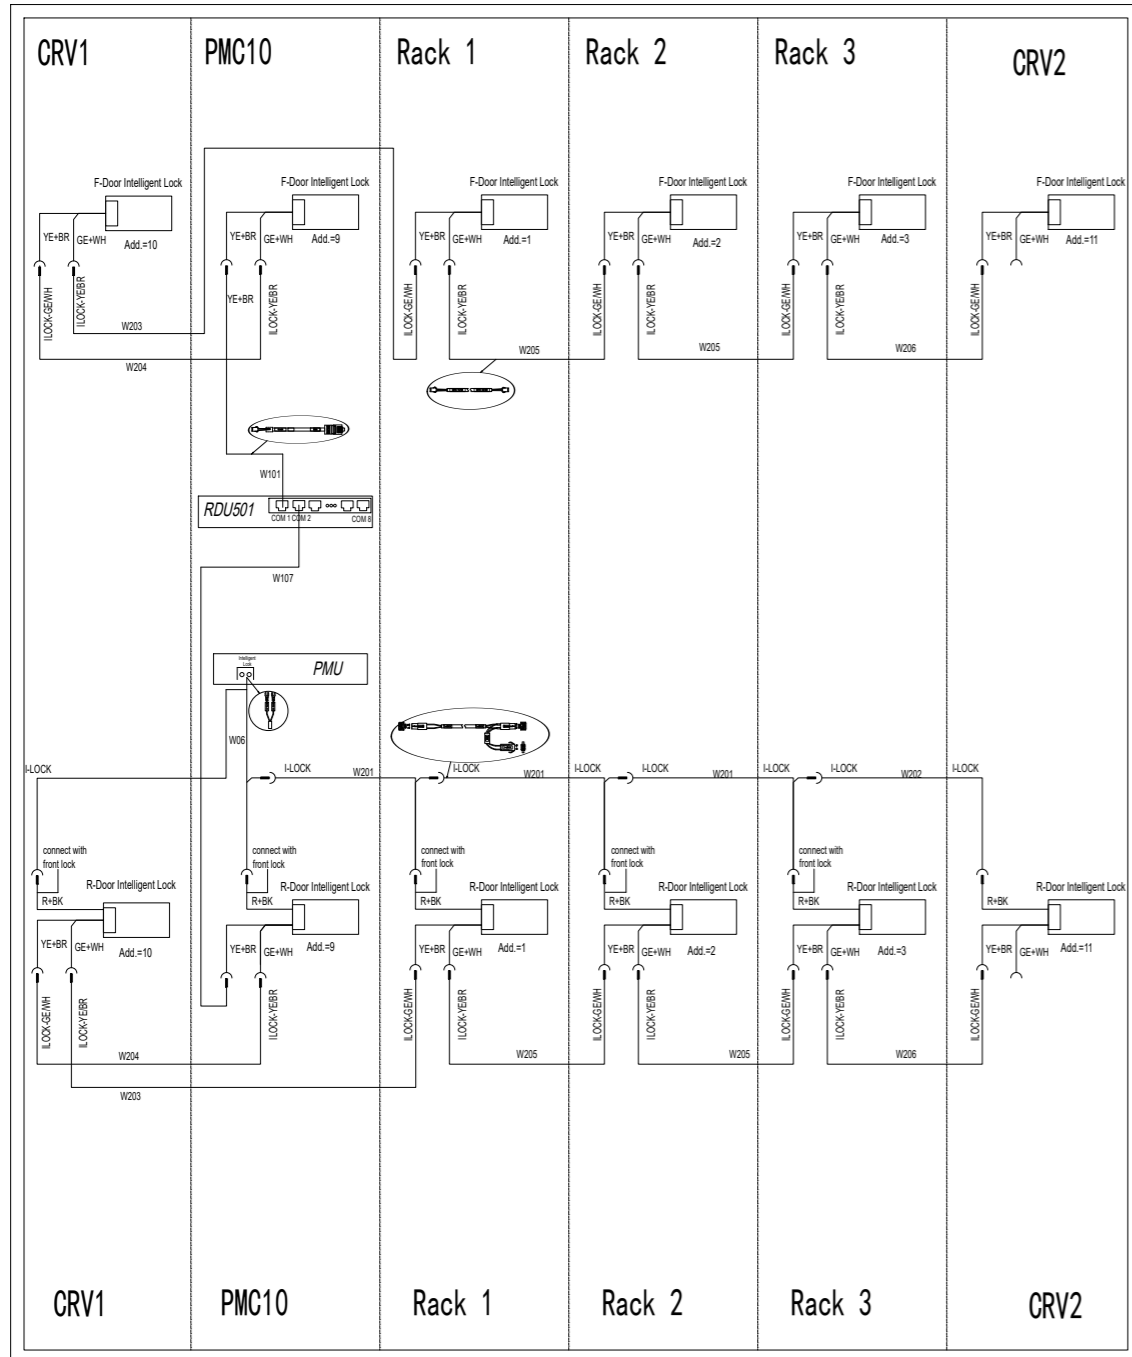 CRV1
PMC10
Rack 1
Rack 2
Rack 3
CRV2
F-Door Intelligent Lock
F-Door Intelligent Lock
F-Door Intelligent Lock
F-Door Intelligent Lock
F-Door Intelligent Lock
F-Door Intelligent Lock
YE+BR
GE+WH
Add.=10
YE+BR
GE+WH
Add.=9
YE+BR
GE+WH
Add.=1
YE+BR
GE+WH
Add.=2
YE+BR
GE+WH
Add.=3
YE+BR
GE+WH
Add.=11
ILOCK-GE/WH
ILOCK-YE/BR
YE+BR
ILOCK-YE/BR
ILOCK-GE/WH
ILOCK-YE/BR
ILOCK-GE/WH
ILOCK-YE/BR
ILOCK-GE/WH
ILOCK-YE/BR
ILOCK-GE/WH
W203
W204
W205
W205
W206
W101
RDU501
COM 1
COM 2
COM 8
W107
Intelligent
Lock
PMU
W06
I-LOCK
I-LOCK
W201
I-LOCK
W201
I-LOCK
I-LOCK
W201
I-LOCK
I-LOCK
W202
I-LOCK
connect with
front lock
connect with
front lock
connect with
front lock
connect with
front lock
connect with
front lock
R-Door Intelligent Lock
R-Door Intelligent Lock
R-Door Intelligent Lock
R-Door Intelligent Lock
R-Door Intelligent Lock
R-Door Intelligent Lock
R+BK
R+BK
R+BK
R+BK
R+BK
R+BK
YE+BR
GE+WH
Add.=10
YE+BR
GE+WH
Add.=9
YE+BR
GE+WH
Add.=1
YE+BR
GE+WH
Add.=2
YE+BR
GE+WH
Add.=3
YE+BR
GE+WH
Add.=11
ILOCK-GE/WH
ILOCK-YE/BR
ILOCK-YE/BR
ILOCK-GE/WH
ILOCK-YE/BR
ILOCK-GE/WH
ILOCK-YE/BR
ILOCK-GE/WH
ILOCK-YE/BR
ILOCK-GE/WH
W204
W205
W205
W206
W203
CRV1
PMC10
Rack 1
Rack 2
Rack 3
CRV2